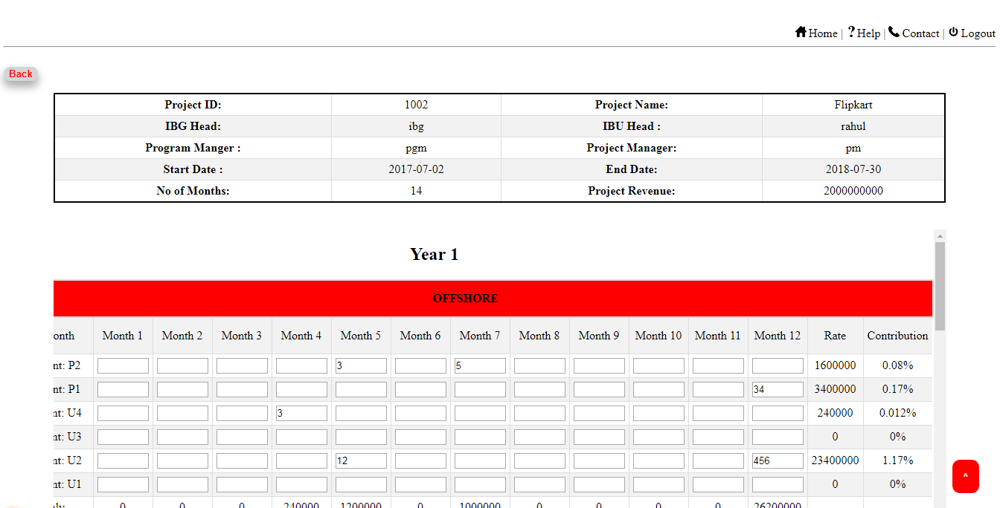 Home | ? Help | Contact | Logout
Back
Project ID: 1002 Project Name: Flipkart
IBG Head: ibg IBU Head : rahul
Program Manger : pgm Project Manager: pm
Start Date : 2017-07-02 End Date: 2018-07-30
No of Months: 14 Project Revenue: 2000000000
Year 1
OFFSHORE
onth Month 1 Month 2 Month 3 Month 4 Month 5 Month 6 Month 7 Month 8 Month 9 Month 10 Month 11 Month 12 Rate Contribution
nt: P2 3 5 1600000 0.08%
nt: P1 34 3400000 0.17%
nt: U4 3 240000 0.012%
nt: U3 0 0%
nt: U2 12 456 23400000 1.17%
nt: U1 0 0%
ly 0 0 0 240000 1200000 0 1000000 0 0 0 0 26200000
^